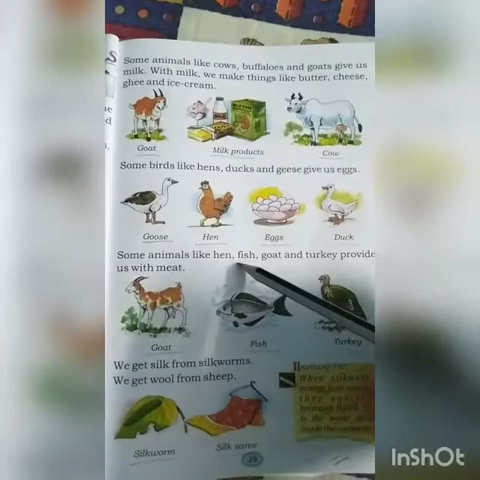 Some animals like cows, buffaloes and goats give us
milk. With milk, we make things like butter, cheese,
ghee and ice-cream.
Goat
Milk products
Cow
Some birds like hens, ducks and geese give us eggs.
Goose
Hen
Eggs
Duck
Some animals like hen, fish, goat and turkey provide
us with meat.
Goat
Fish
Turkey
We get silk from silkworms.
We get wool from sheep.
When
Silkworm
Silk saree
29
InShOt